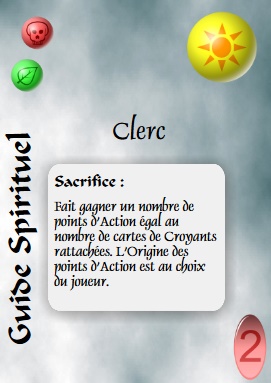 Clerc
Guide Spirituel
Sacrifice :
Fait gagner un nombre de
points d'Action égal au
nombre de cartes de Croyants
rattachées. L'Origine des
points d'Action est au choix
du joueur.
2